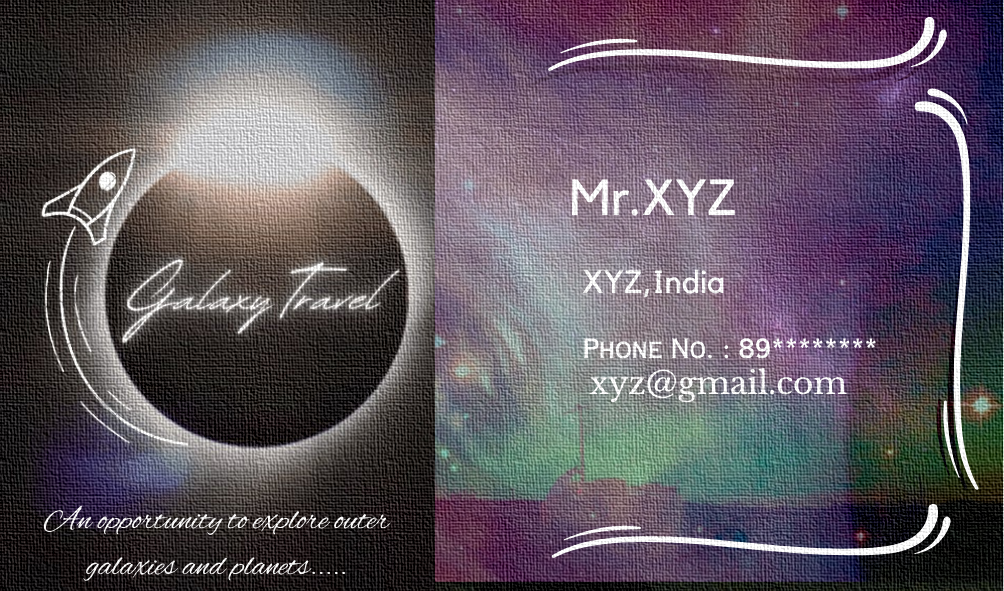 Galaxy Travel
An opportunity to explore outer
galaxies and planets.....
Mr.XYZ
XYZ,India
PHONE NO. : 89********
xyz@gmail.com